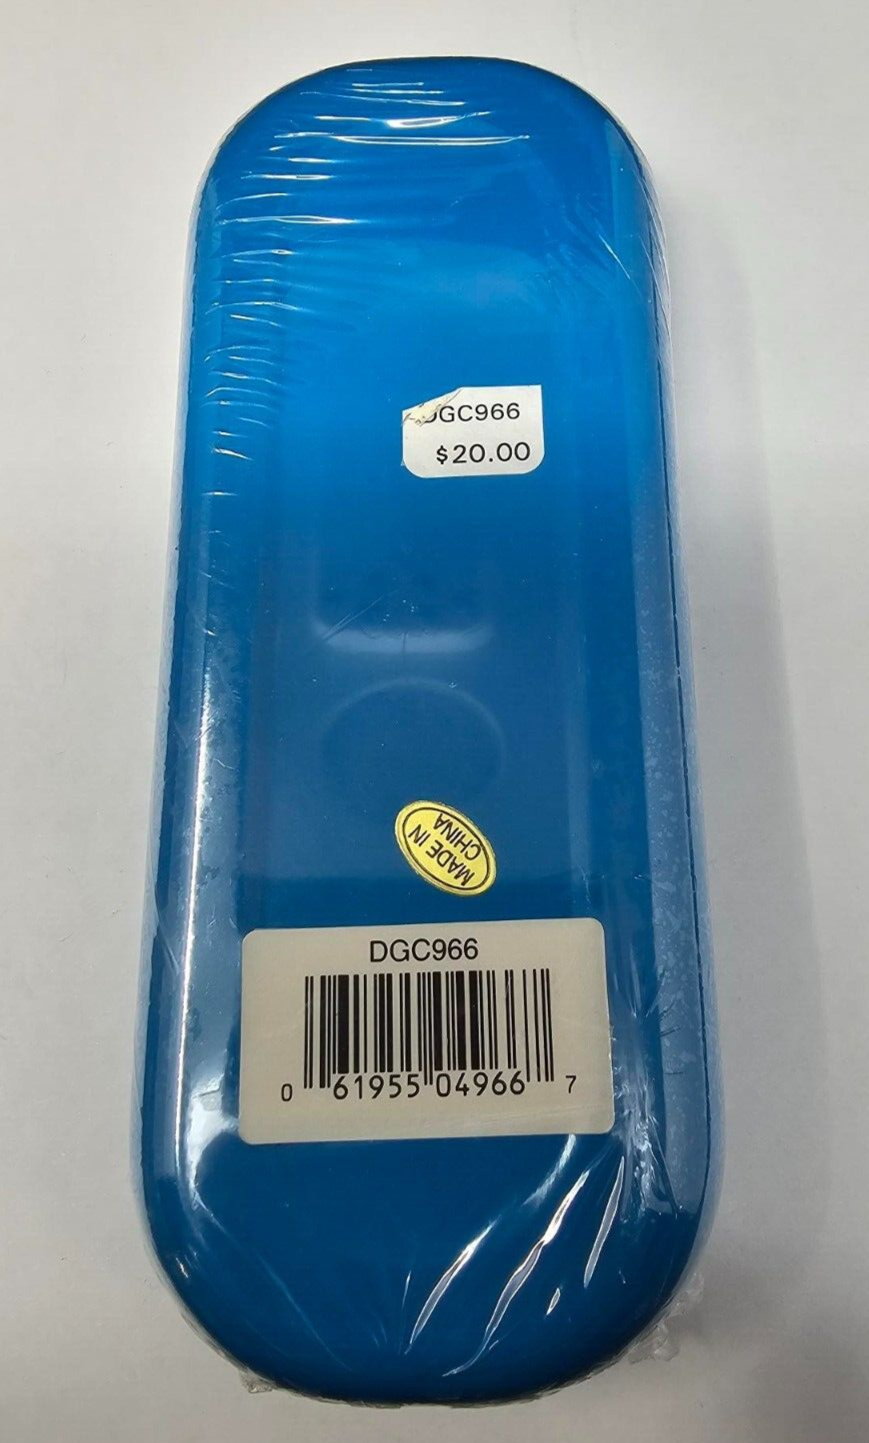 DGC966
$20.00
MADE IN
CHINA
DGC966
0 61955 04966 7